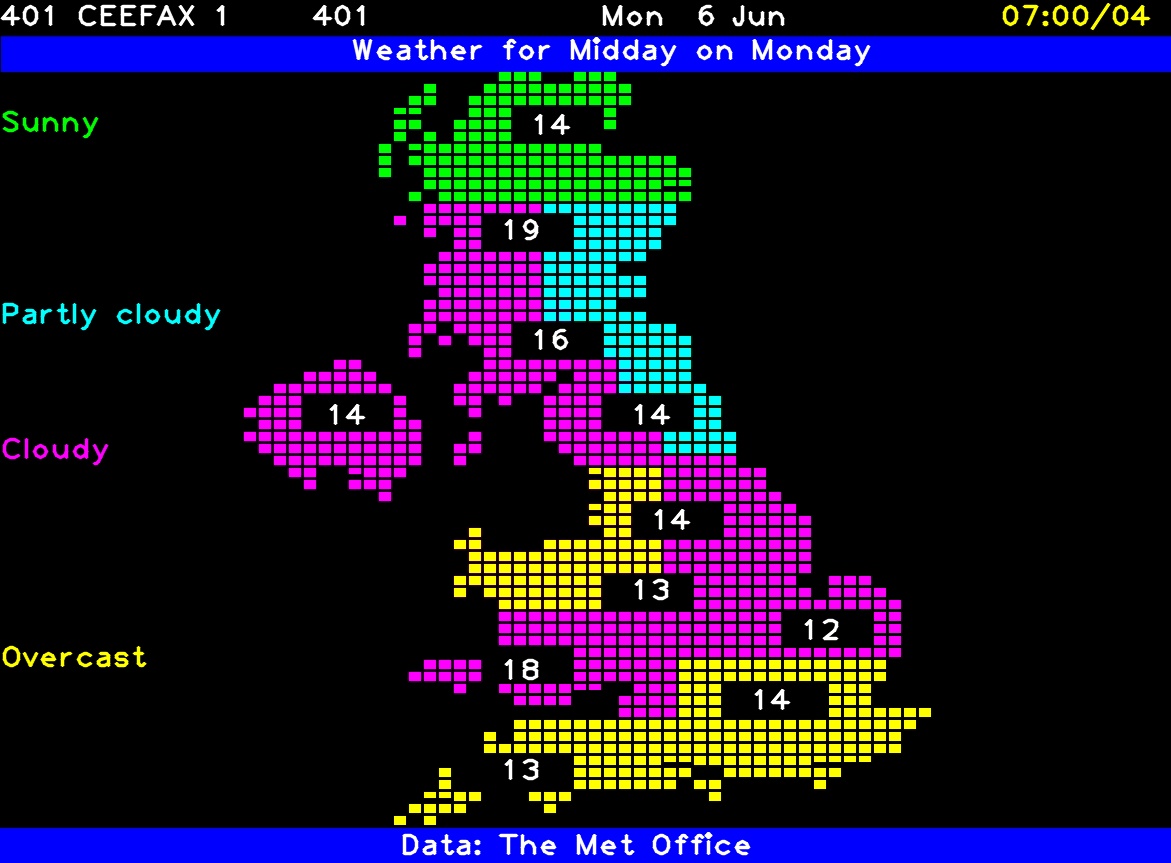 401 CEEFAX 1 401 Mon 6 Jun 07:00/04
Weather for Midday on Monday
Sunny
14
19
Partly cloudy
16
14 14
Cloudy
14
13
12
Overcast
18
14
13
Data: The Met Office